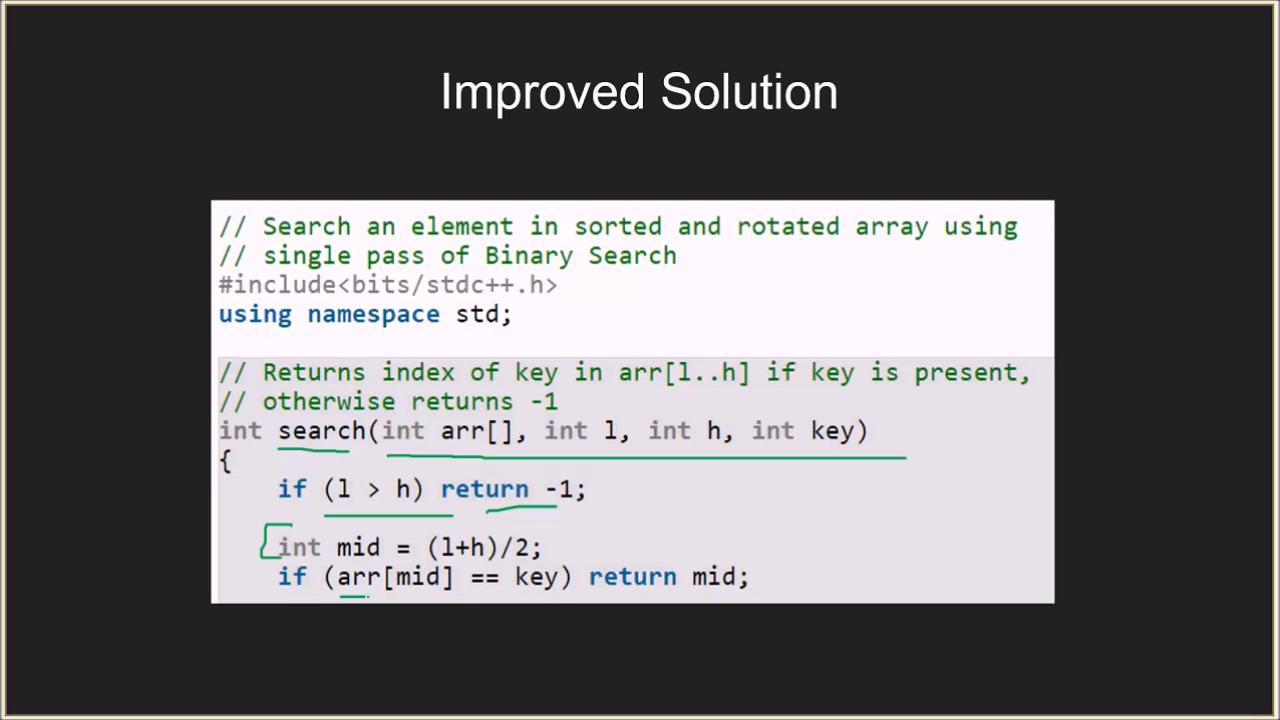 Improved Solution
// Search an element in sorted and rotated array using
// single pass of Binary Search
#include<bits/stdc++.h>
using namespace std;
// Returns index of key in arr[l..h] if key is present,
// otherwise returns -1
int search(int arr[], int l, int h, int key)
{
if (l > h) return -1;
int mid = (l+h)/2;
if (arr[mid] == key) return mid;